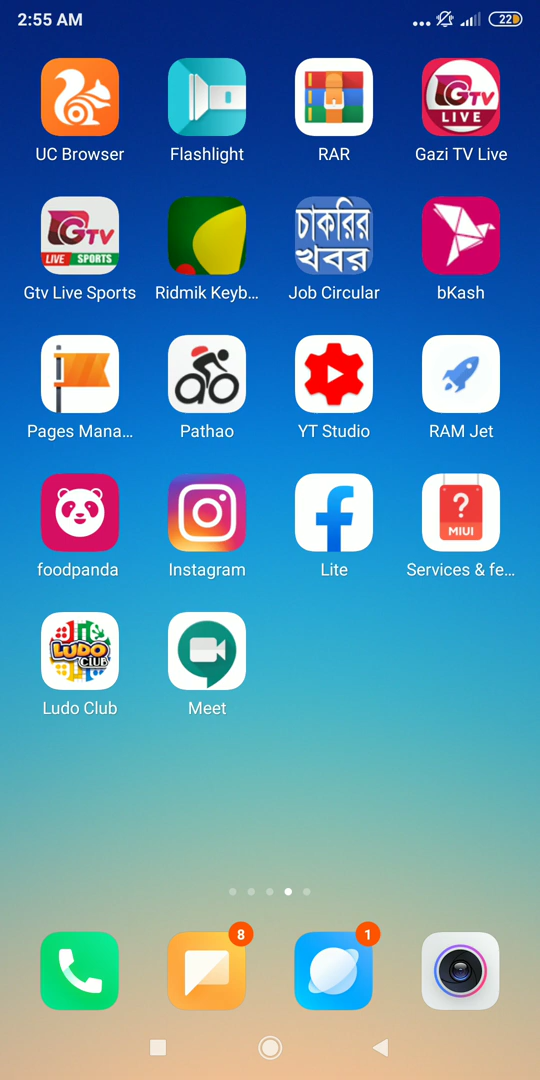 2:55 AM
22
UC Browser
Flashlight
RAR
GTV
LIVE
Gazi TV Live
GTV
LIVE SPORTS
Gtv Live Sports
Ridmik Keyb...
চাকরির
খবর
Job Circular
bKash
Pages Mana...
Pathao
YT Studio
RAM Jet
foodpanda
Instagram
Lite
?
MIUI
Services & fe...
LUDO
CLUB
Ludo Club
Meet
8
1